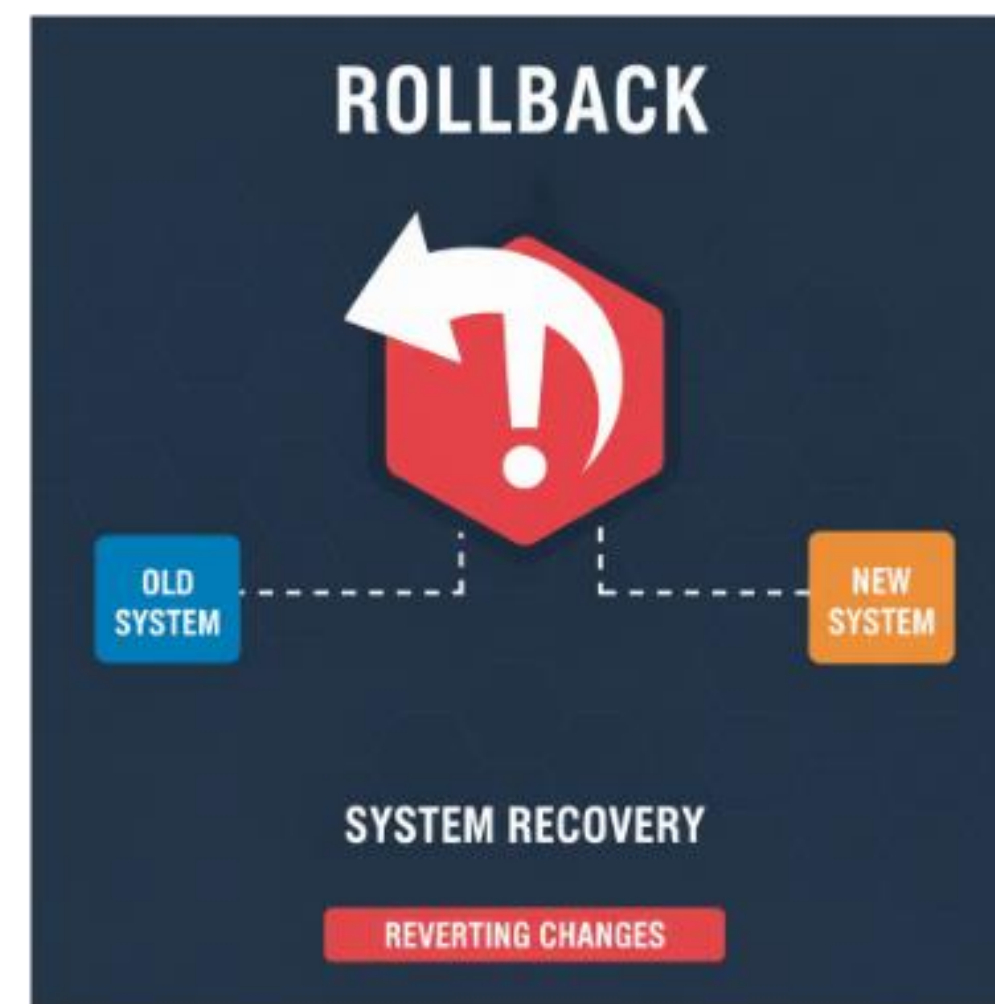 ROLLBACK
!
OLD
SYSTEM
NEW
SYSTEM
SYSTEM RECOVERY
REVERTING CHANGES